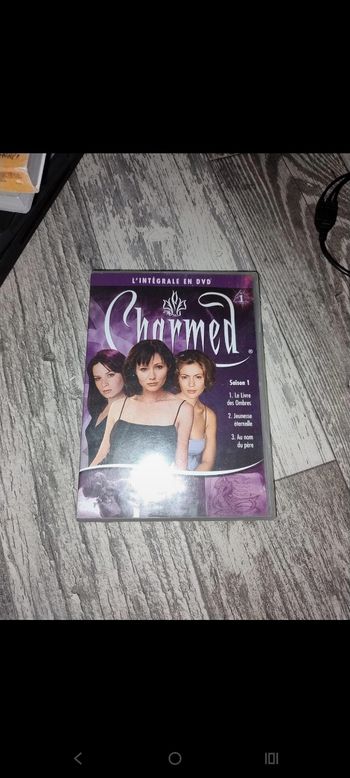 L'INTÉGRALE EN DVD
1
Charmed®
Saison 1
1. Le Livre
des Ombres
2. Jeunesse
éternelle
3. Au nom
du père